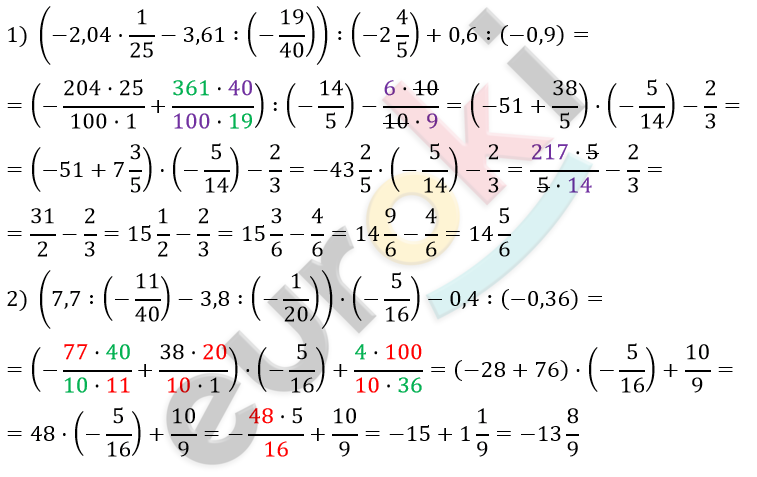 1) (−2,04 · 1/25 − 3,61 : (−19/40)) : (−2 4/5) + 0,6 : (−0,9) =
= (−(204 · 25)/(100 · 1) + (361 · 40)/(100 · 19)) : (−14/5) − (6 · 10)/(10 · 9) = (−51 + 38/5) · (−5/14) − 2/3 =
= (−51 + 7 3/5) · (−5/14) − 2/3 = −43 2/5 · (−5/14) − 2/3 = (217 · 5)/(5 · 14) − 2/3 =
= 31/2 − 2/3 = 15 1/2 − 2/3 = 15 3/6 − 4/6 = 14 9/6 − 4/6 = 14 5/6
2) (7,7 : (−11/40) − 3,8 : (−1/20)) · (−5/16) − 0,4 : (−0,36) =
= (−(77 · 40)/(10 · 11) + (38 · 20)/(10 · 1)) · (−5/16) + (4 · 100)/(10 · 36) = (−28 + 76) · (−5/16) + 10/9 =
= 48 · (−5/16) + 10/9 = −(48 · 5)/16 + 10/9 = −15 + 1 1/9 = −13 8/9
euroki